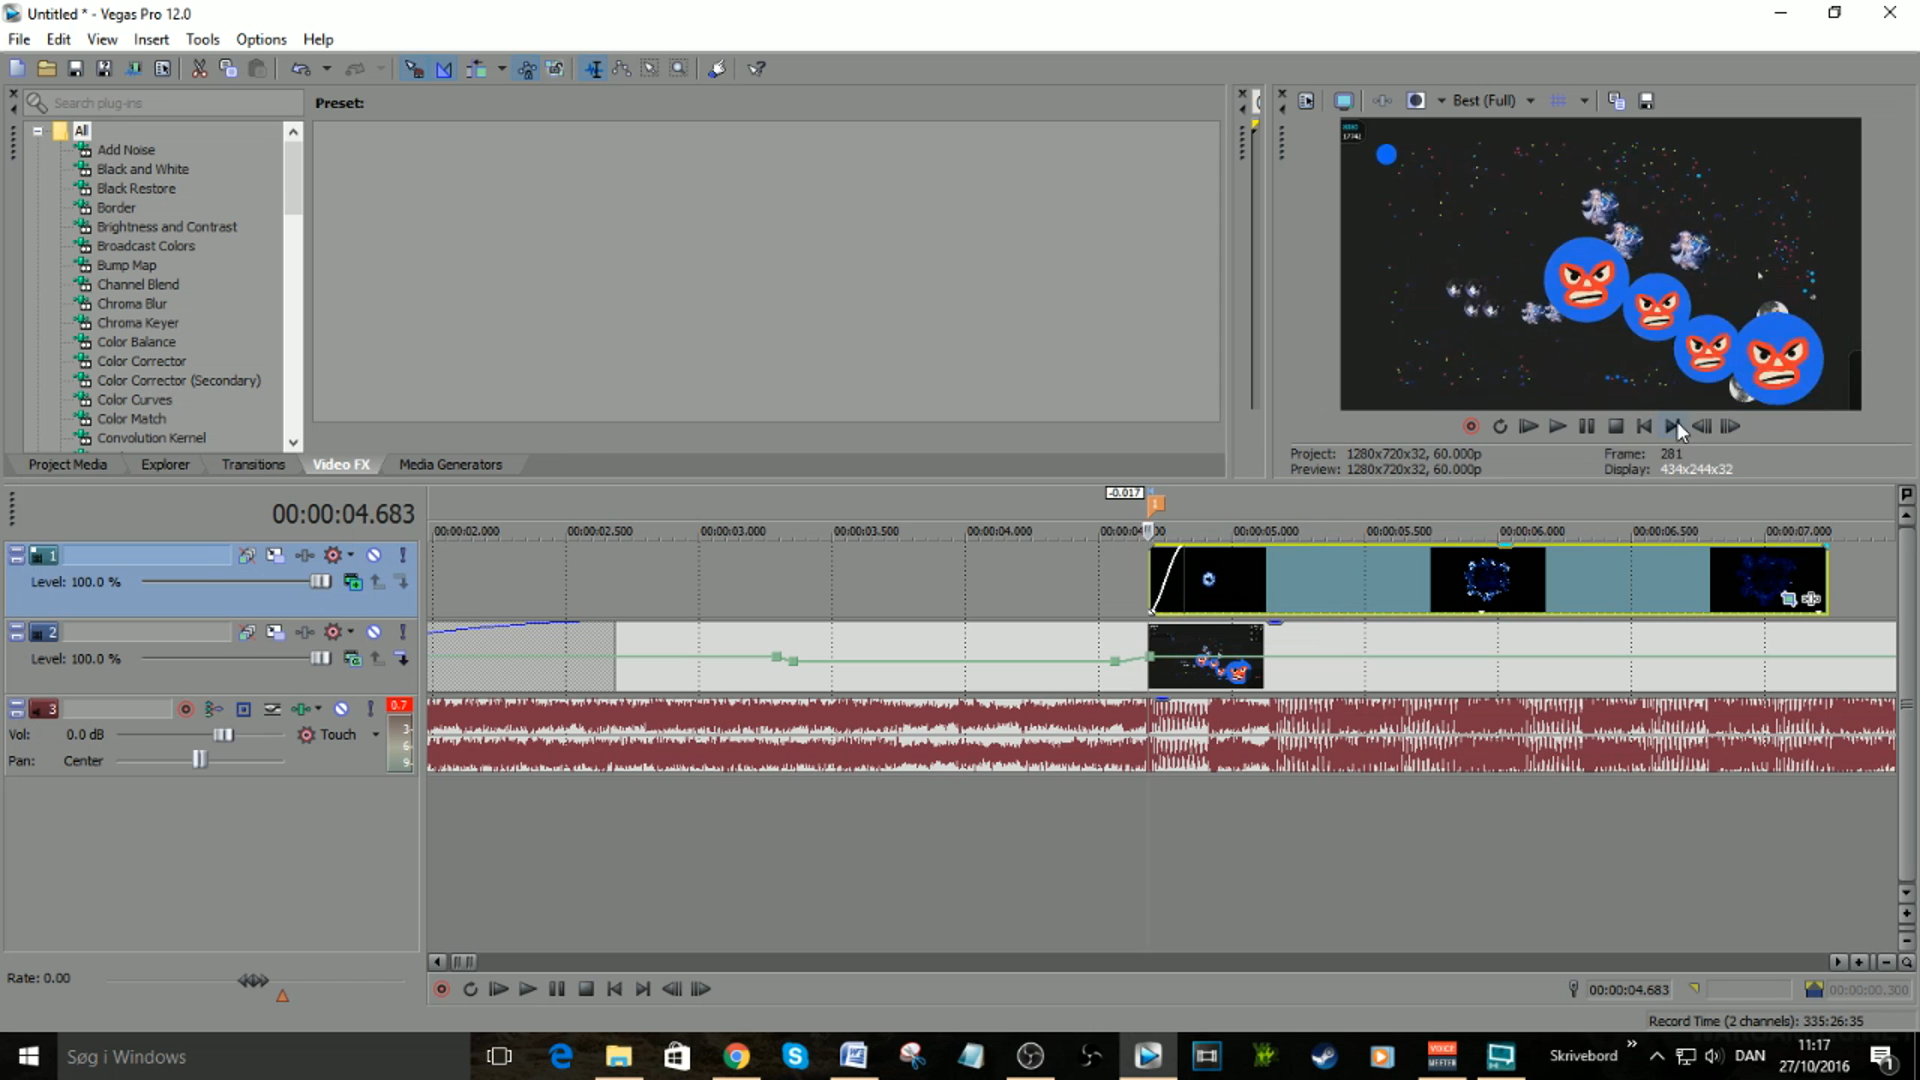 Untitled * - Vegas Pro 12.0
File Edit View Insert Tools Options Help
Search plug-ins
Preset:
All
Add Noise
Black and White
Black Restore
Border
Brightness and Contrast
Broadcast Colors
Bump Map
Channel Blend
Chroma Blur
Chroma Keyer
Color Balance
Color Corrector
Color Corrector (Secondary)
Color Curves
Color Match
Convolution Kernel
Project Media Explorer Transitions Video FX Media Generators
Best (Full)
Project: 1280x720x32, 60.000p Frame: 281
Preview: 1280x720x32, 60.000p Display: 434x244x32
00:00:04.683
-0.017
1
00:00:02.000 00:00:02.500 00:00:03.000 00:00:03.500 00:00:04.000 00:00:05.000 00:00:05.500 00:00:06.000 00:00:06.500 00:00:07.000
1
Level: 100.0 %
2
Level: 100.0 %
3 0.7
Vol: 0.0 dB Touch 3
6
Pan: Center 9
Rate: 0.00
00:00:04.683 00:00:00.300
Record Time (2 channels): 335:26:35
Søg i Windows
VOICE
MEETER
Skrivebord
DAN
11:17
27/10/2016
1